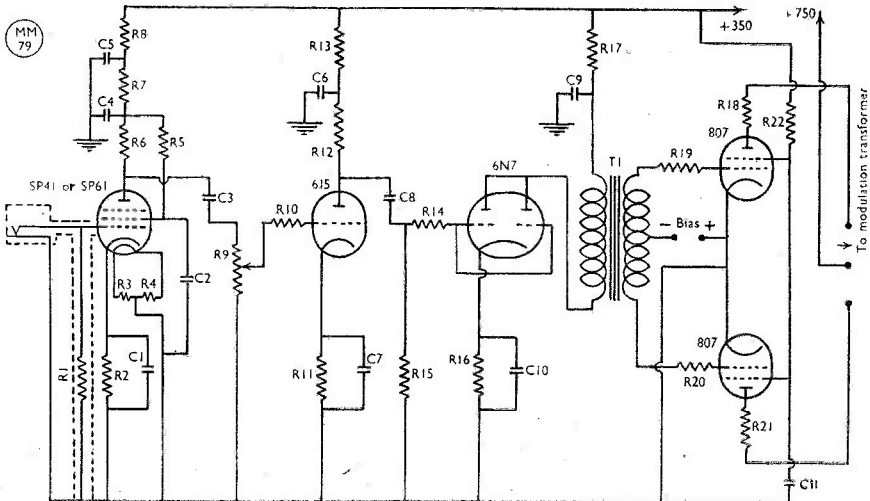 MM
79
R8
C5
R7
C4
R6
R5
SP41 or SP61
C3
R3
R4
C2
R9
R1
R2
C1
R13
C6
R12
6J5
R10
C8
R14
R11
C7
R15
6N7
R16
C10
R17
C9
T1
+350
+750
R18
807
R22
R19
− Bias +
To modulation transformer
807
R20
R21
C11